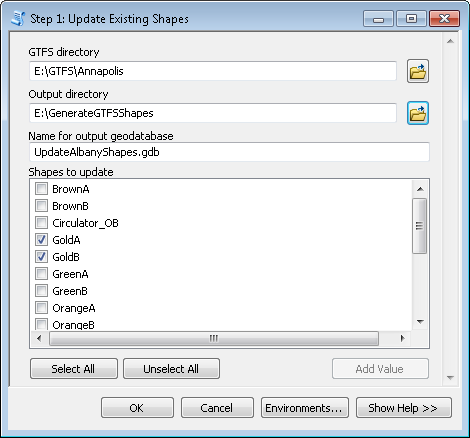 Step 1: Update Existing Shapes
GTFS directory
E:\GTFS\Annapolis
Output directory
E:\GenerateGTFSShapes
Name for output geodatabase
UpdateAlbanyShapes.gdb
Shapes to update
BrownA
BrownB
Circulator_OB
GoldA
GoldB
GreenA
GreenB
OrangeA
OrangeB
Select All Unselect All Add Value
OK Cancel Environments... Show Help >>